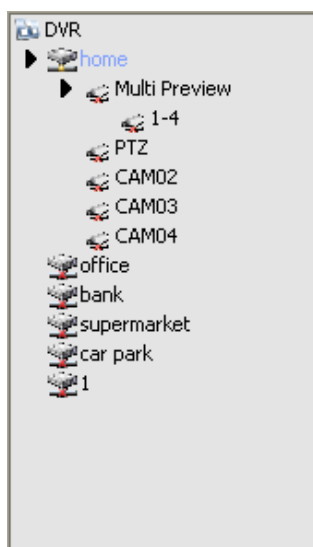 DVR
home
Multi Preview
1-4
PTZ
CAM02
CAM03
CAM04
office
bank
supermarket
car park
1